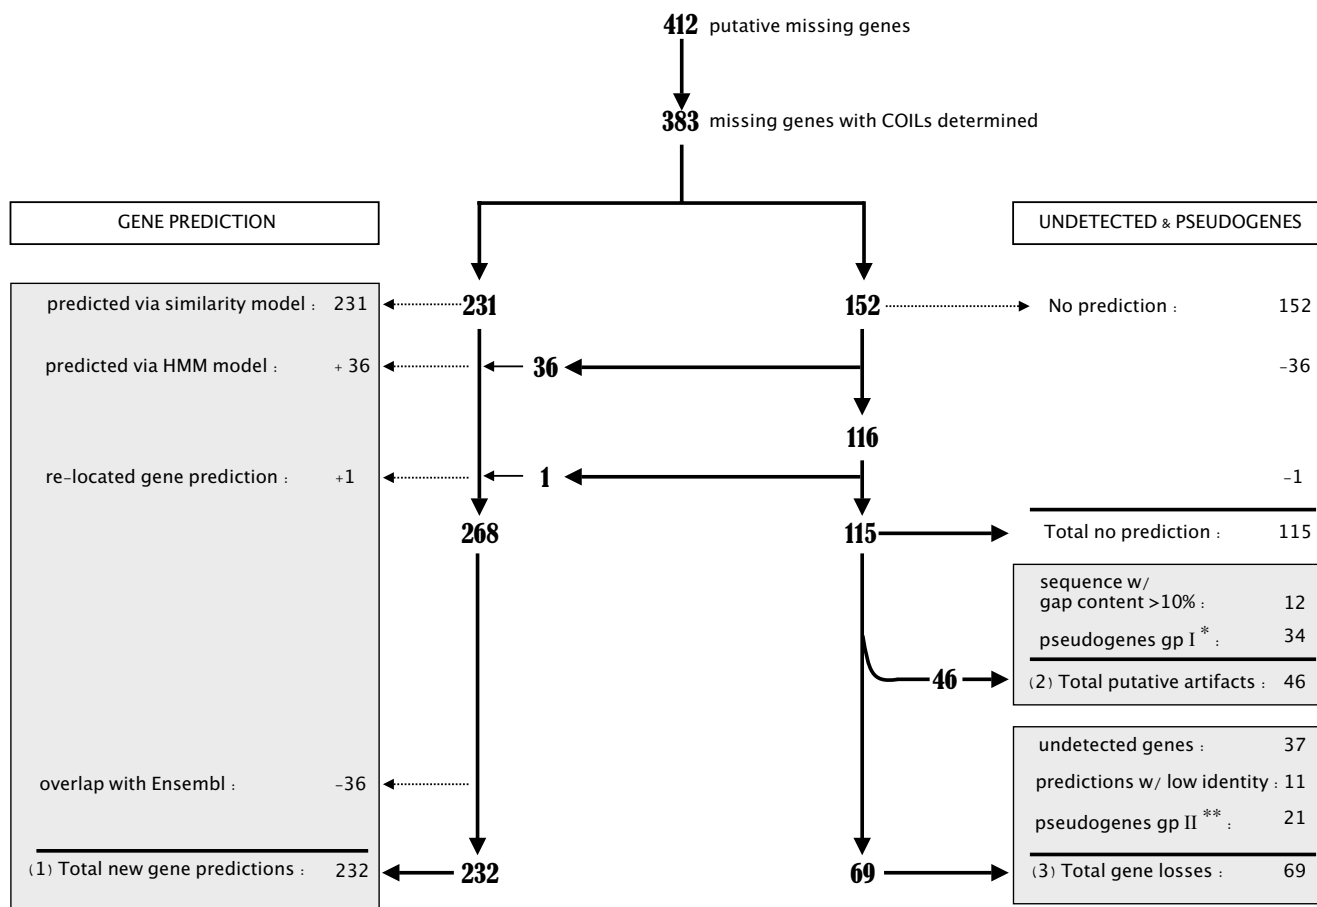 412 putative missing genes
383 missing genes with COILs determined
GENE PREDICTION
UNDETECTED & PSEUDOGENES
predicted via similarity model : 231
231
152
No prediction : 152
predicted via HMM model : + 36
36
-36
116
re-located gene prediction : +1
1
-1
268
115
Total no prediction : 115
sequence w/
gap content >10% : 12
pseudogenes gp I * : 34
46
(2) Total putative artifacts : 46
undetected genes : 37
overlap with Ensembl : -36
predictions w/ low identity : 11
pseudogenes gp II ** : 21
(1) Total new gene predictions : 232
232
69
(3) Total gene losses : 69